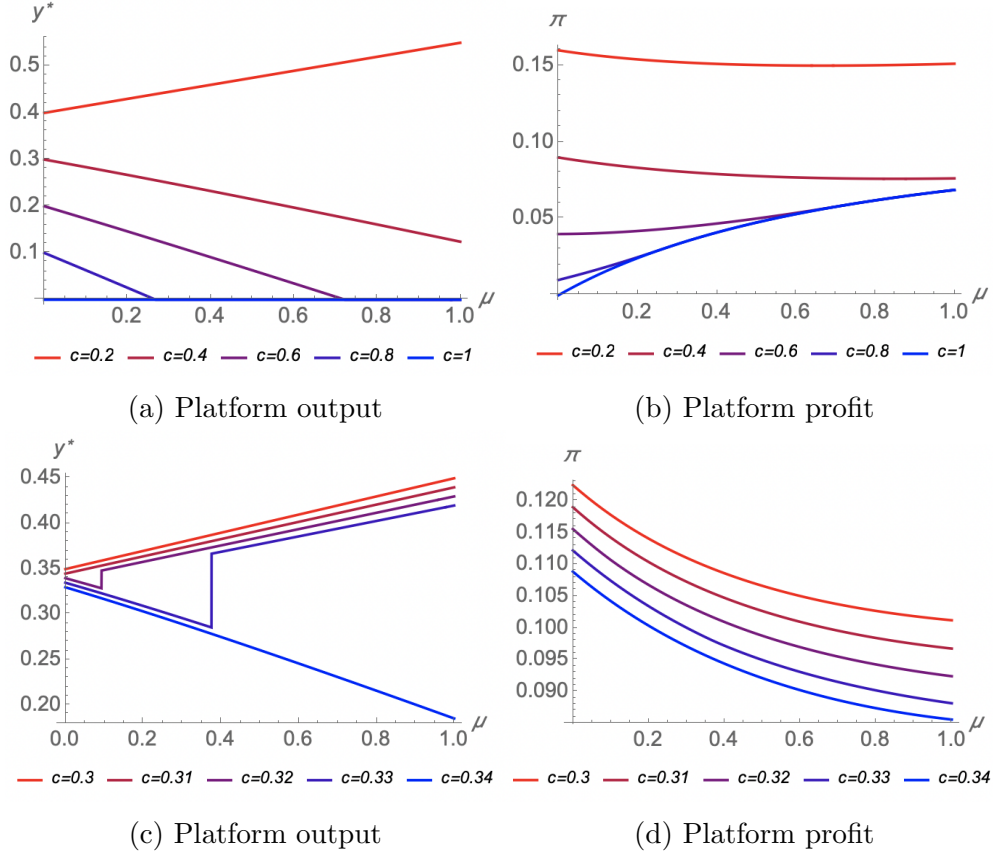 y*
0.5
0.4
0.3
0.2
0.1
0.2 0.4 0.6 0.8 1.0 μ
c=0.2 c=0.4 c=0.6 c=0.8 c=1
(a) Platform output
π
0.15
0.10
0.05
0.2 0.4 0.6 0.8 1.0 μ
c=0.2 c=0.4 c=0.6 c=0.8 c=1
(b) Platform profit
y*
0.45
0.40
0.35
0.30
0.25
0.20
0.0 0.2 0.4 0.6 0.8 1.0 μ
c=0.3 c=0.31 c=0.32 c=0.33 c=0.34
(c) Platform output
π
0.120
0.115
0.110
0.105
0.100
0.095
0.090
0.2 0.4 0.6 0.8 1.0 μ
c=0.3 c=0.31 c=0.32 c=0.33 c=0.34
(d) Platform profit